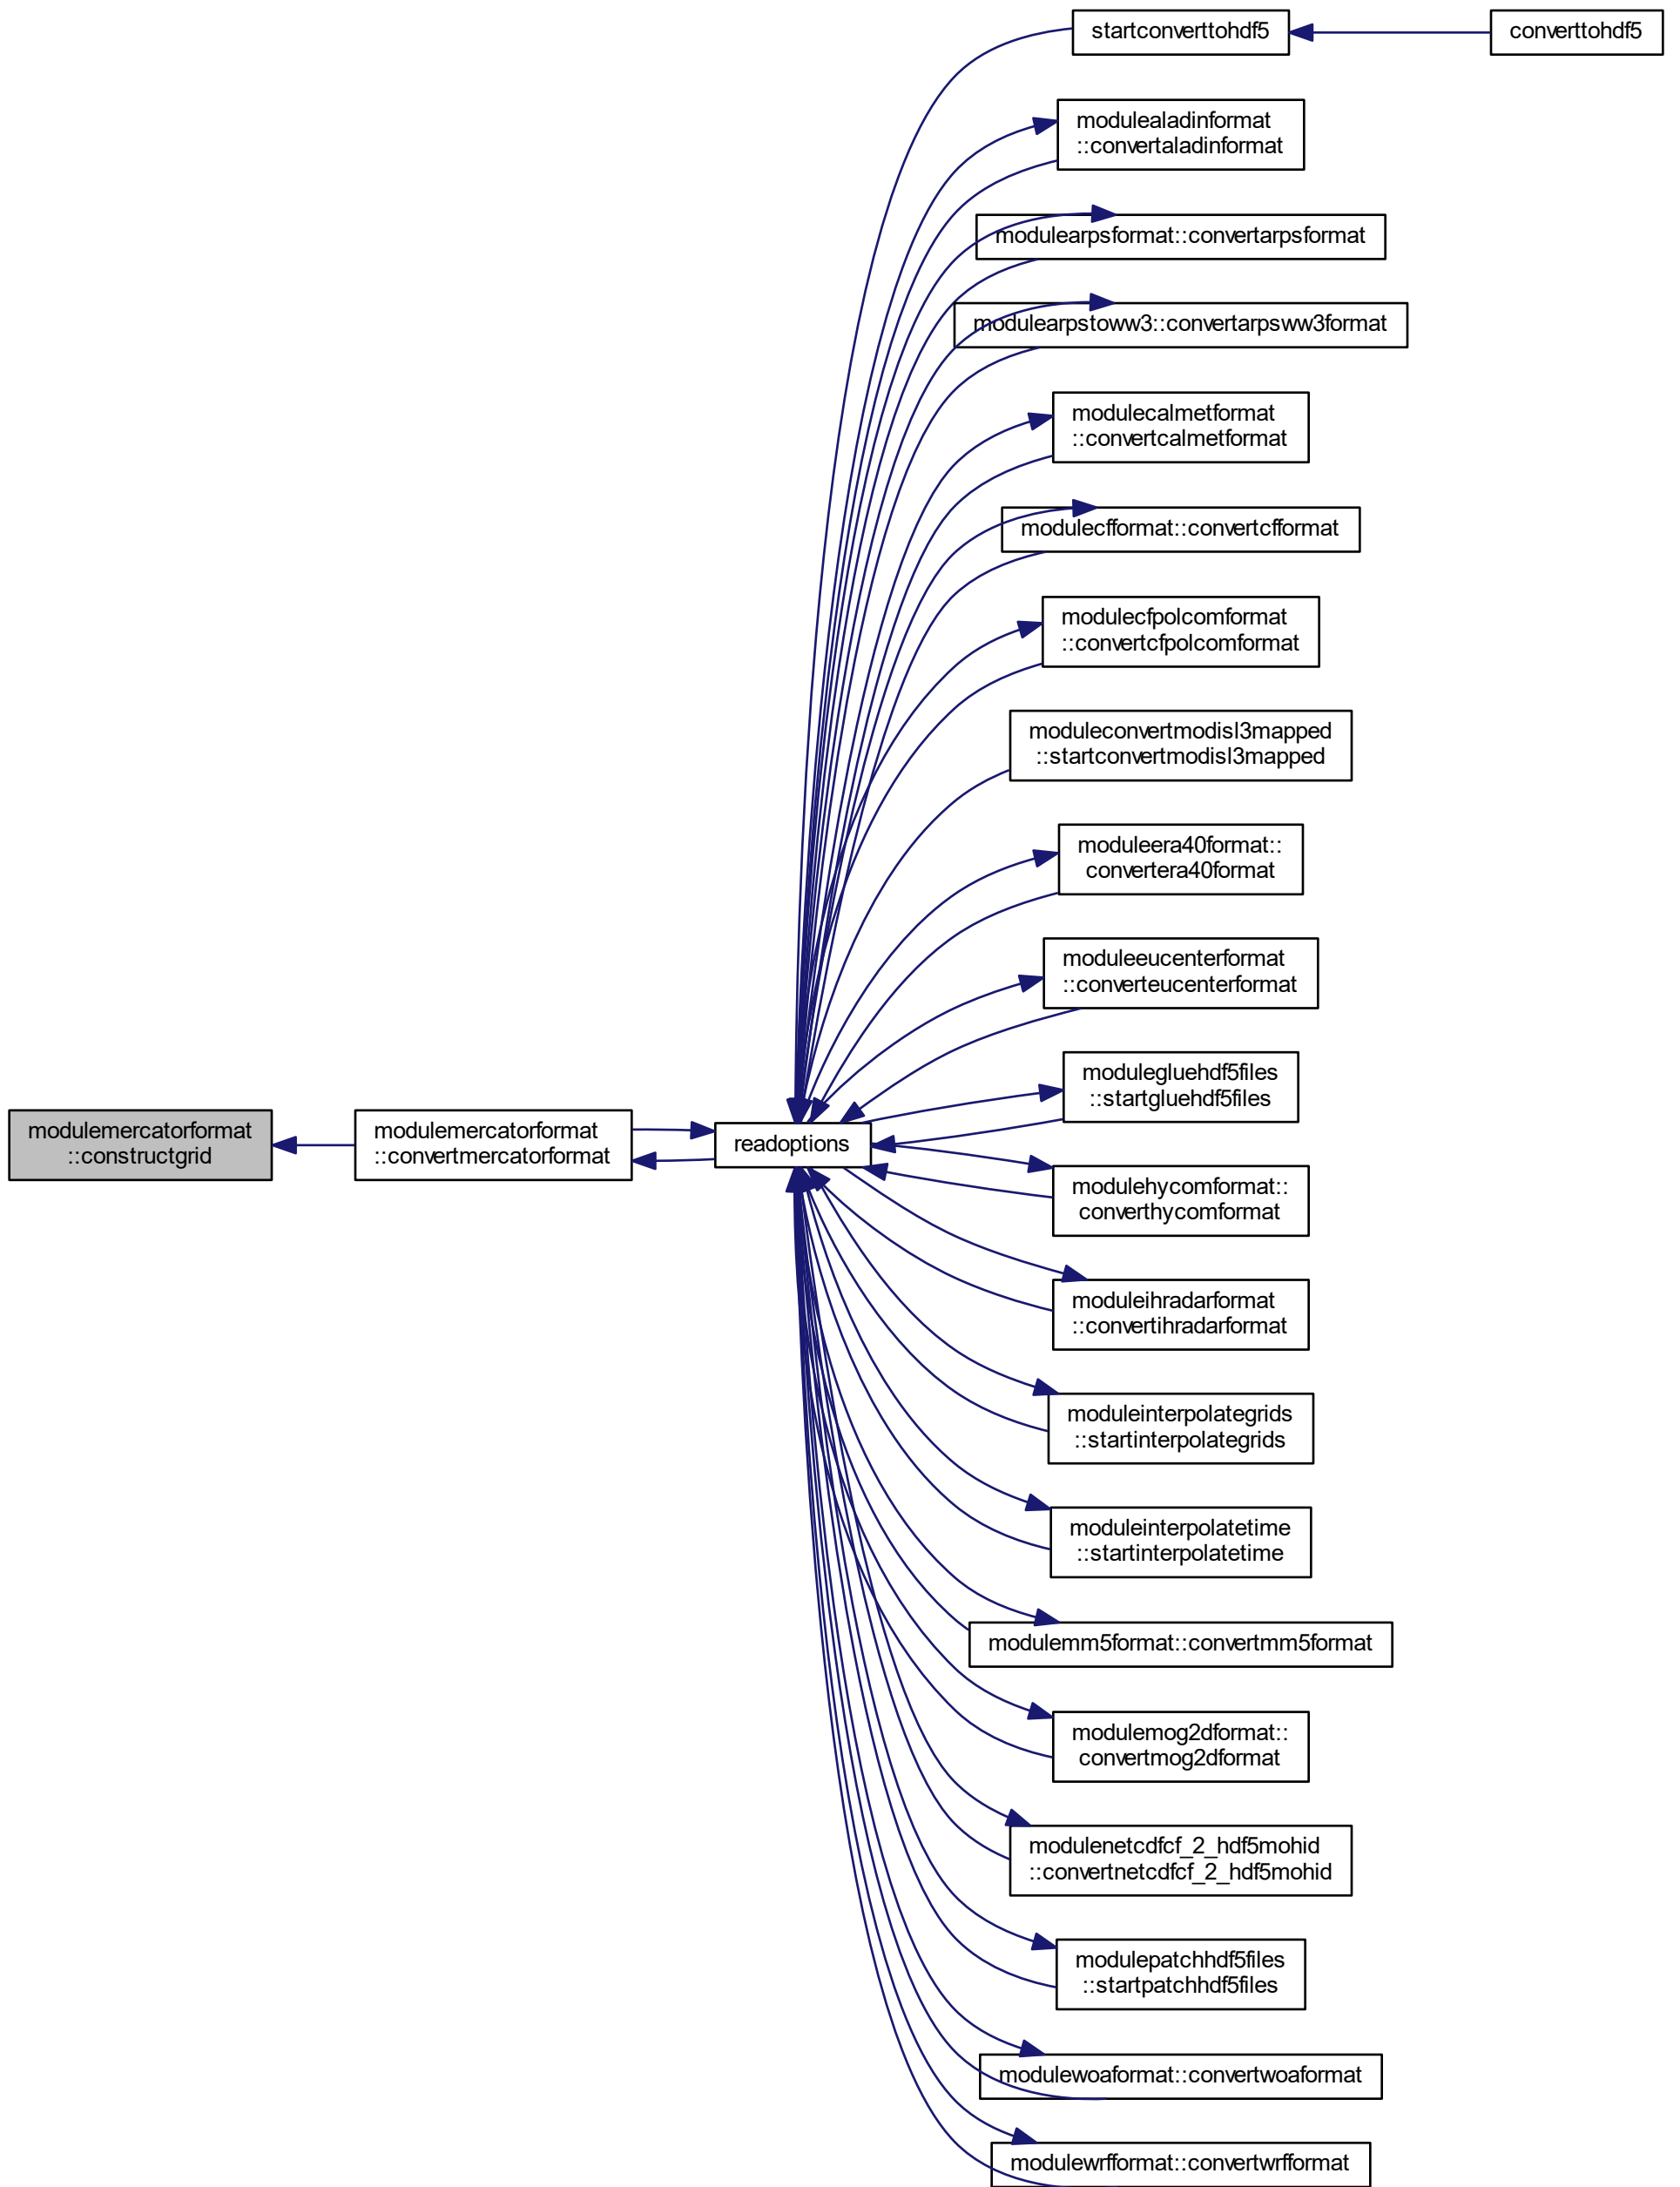 startconverttohdf5
converttohdf5
modulealadinformat
::convertaladinformat
modulearpsformat::convertarpsformat
modulearpstoww3::convertarpsww3format
modulecalmetformat
::convertcalmetformat
modulecfformat::convertcfformat
modulecfpolcomformat
::convertcfpolcomformat
moduleconvertmodisl3mapped
::startconvertmodisl3mapped
moduleera40format::
convertera40format
moduleeucenterformat
::converteucenterformat
modulegluehdf5files
::startgluehdf5files
modulemercatorformat
::constructgrid
modulemercatorformat
::convertmercatorformat
readoptions
modulehycomformat::
converthycomformat
moduleihradarformat
::convertihradarformat
moduleinterpolategrids
::startinterpolategrids
moduleinterpolatetime
::startinterpolatetime
modulemm5format::convertmm5format
modulemog2dformat::
convertmog2dformat
modulenetcdfcf_2_hdf5mohid
::convertnetcdfcf_2_hdf5mohid
modulepatchhdf5files
::startpatchhdf5files
modulewoaformat::convertwoaformat
modulewrfformat::convertwrfformat